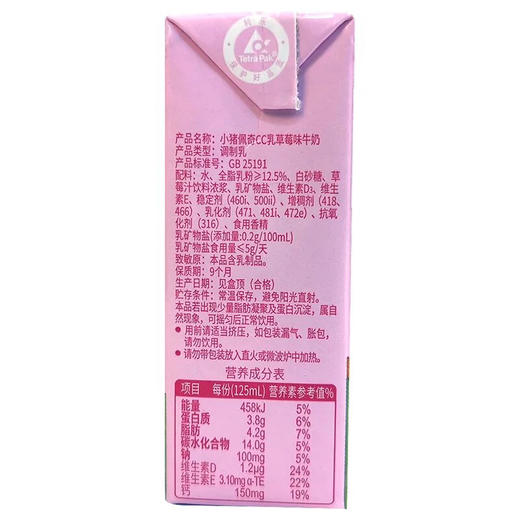 纯乐
Tetra Pak®
保护好品质
产品名称：小猪佩奇CC乳草莓味牛奶
产品类型：调制乳
产品标准号：GB 25191
配料：水、全脂乳粉≥12.5%、白砂糖、草
莓汁饮料浓浆、乳矿物盐、维生素D₃、维生
素E、稳定剂（460i、500ii）、增稠剂（418、
466）、乳化剂（471、481i、472e）、抗氧
化剂（316）、食用香精
乳矿物盐(添加量:0.2g/100mL)
乳矿物盐食用量≤5g/天
致敏原：本品含乳制品。
保质期：9个月
生产日期：见盒顶（合格）
贮存条件：常温保存，避免阳光直射。
本品若出现少量脂肪凝聚及蛋白沉淀，属自
然现象，可摇匀后正常饮用。
• 用前请适当挤压，如包装漏气、胀包，
请勿饮用。
• 请勿带包装放入直火或微波炉中加热。
营养成分表
项目 每份(125mL) 营养素参考值%
能量 458kJ 5%
蛋白质 3.8g 6%
脂肪 4.2g 7%
碳水化合物 14.0g 5%
钠 100mg 5%
维生素D 1.2μg 24%
维生素E 3.10mg α-TE 22%
钙 150mg 19%